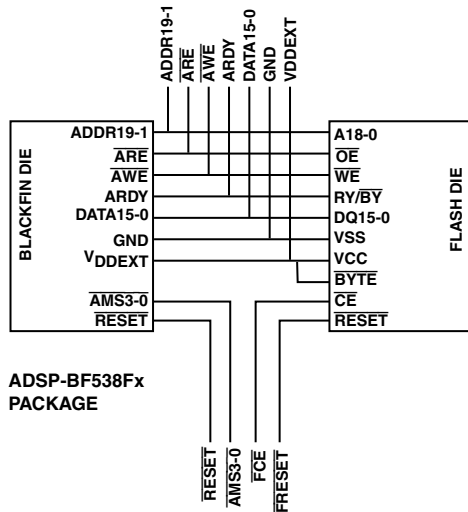 ADDR19-1
ARE
AWE
ARDY
DATA15-0
GND
VDDEXT
BLACKFIN DIE
ADDR19-1
ARE
AWE
ARDY
DATA15-0
GND
VDDEXT
AMS3-0
RESET
A18-0
OE
WE
RY/BY
DQ15-0
VSS
VCC
BYTE
CE
RESET
FLASH DIE
ADSP-BF538Fx
PACKAGE
RESET
AMS3-0
FCE
FRESET